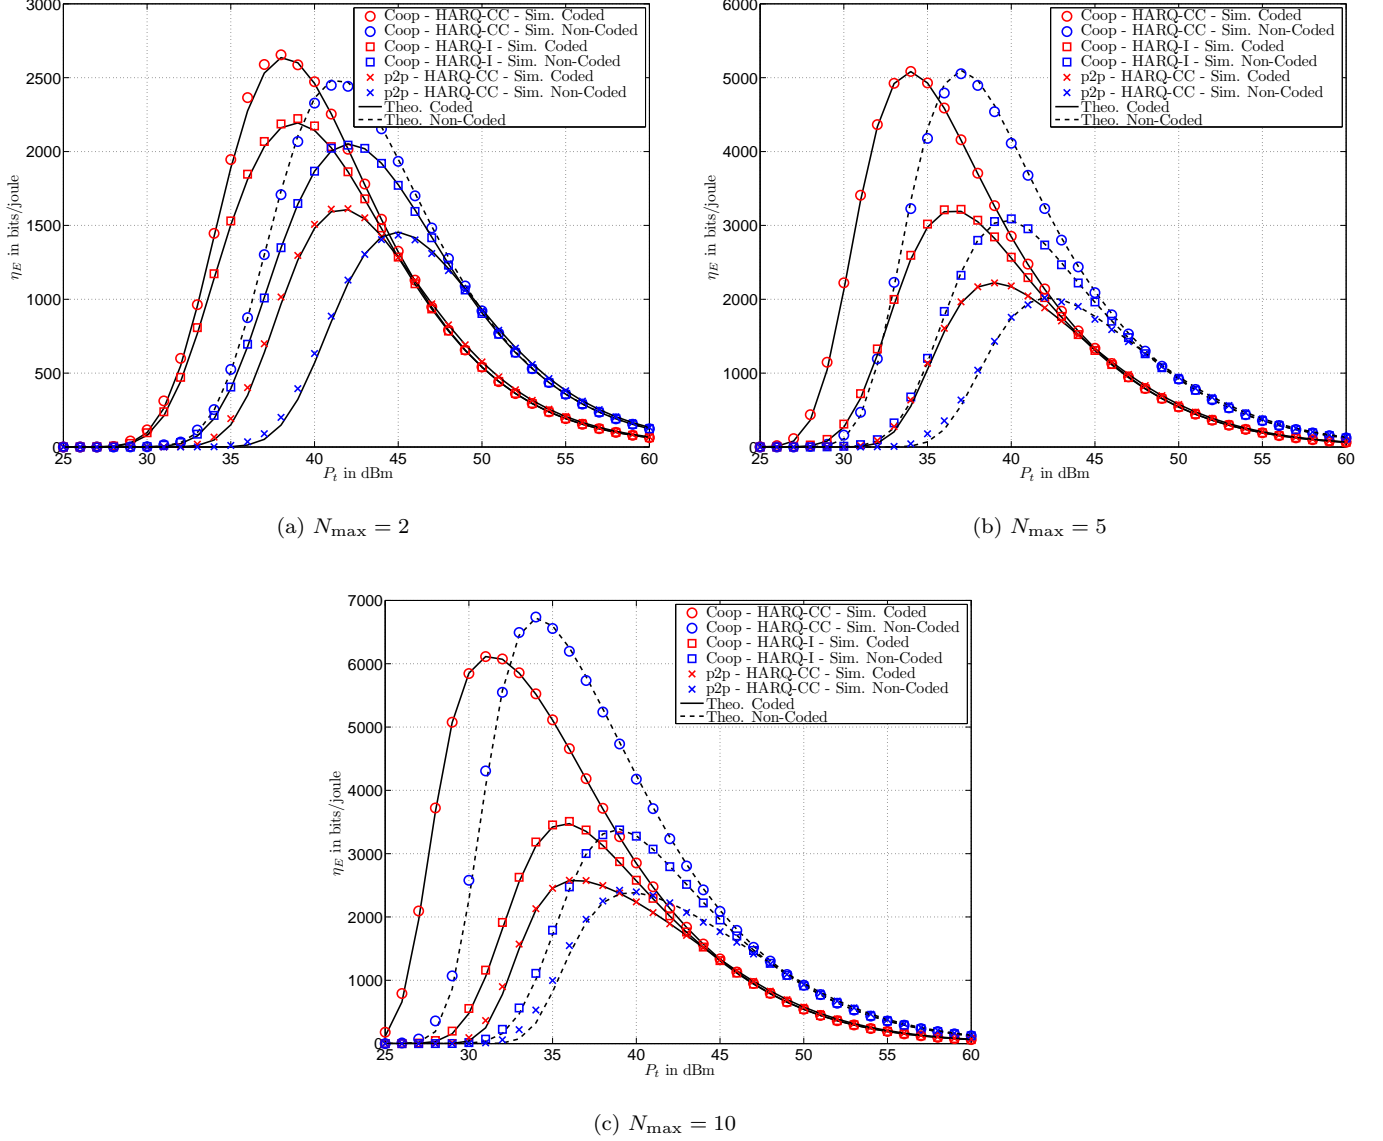 3000
2500
2000
1500
1000
500
0
25 30 35 40 45 50 55 60
η_E in bits/joule
P_t in dBm
Coop - HARQ-CC - Sim. Coded
Coop - HARQ-CC - Sim. Non-Coded
Coop - HARQ-I - Sim. Coded
Coop - HARQ-I - Sim. Non-Coded
p2p - HARQ-CC - Sim. Coded
p2p - HARQ-CC - Sim. Non-Coded
Theo. Coded
Theo. Non-Coded
(a) N_max = 2
6000
5000
4000
3000
2000
1000
0
25 30 35 40 45 50 55 60
η_E in bits/joule
P_t in dBm
Coop - HARQ-CC - Sim. Coded
Coop - HARQ-CC - Sim. Non-Coded
Coop - HARQ-I - Sim. Coded
Coop - HARQ-I - Sim. Non-Coded
p2p - HARQ-CC - Sim. Coded
p2p - HARQ-CC - Sim. Non-Coded
Theo. Coded
Theo. Non-Coded
(b) N_max = 5
7000
6000
5000
4000
3000
2000
1000
0
25 30 35 40 45 50 55 60
η_E in bits/joule
P_t in dBm
Coop - HARQ-CC - Sim. Coded
Coop - HARQ-CC - Sim. Non-Coded
Coop - HARQ-I - Sim. Coded
Coop - HARQ-I - Sim. Non-Coded
p2p - HARQ-CC - Sim. Coded
p2p - HARQ-CC - Sim. Non-Coded
Theo. Coded
Theo. Non-Coded
(c) N_max = 10